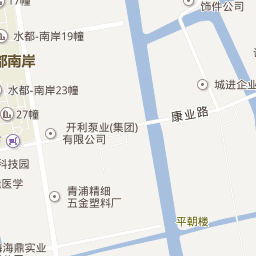 17幢
饰件公司
水都-南岸19幢
都南岸
城进企业
水都-南岸23幢
康业路
27幢
开利泵业(集团)
有限公司
科技园
医学
青浦精细
五金塑料厂
平朝楼
海鼎实业